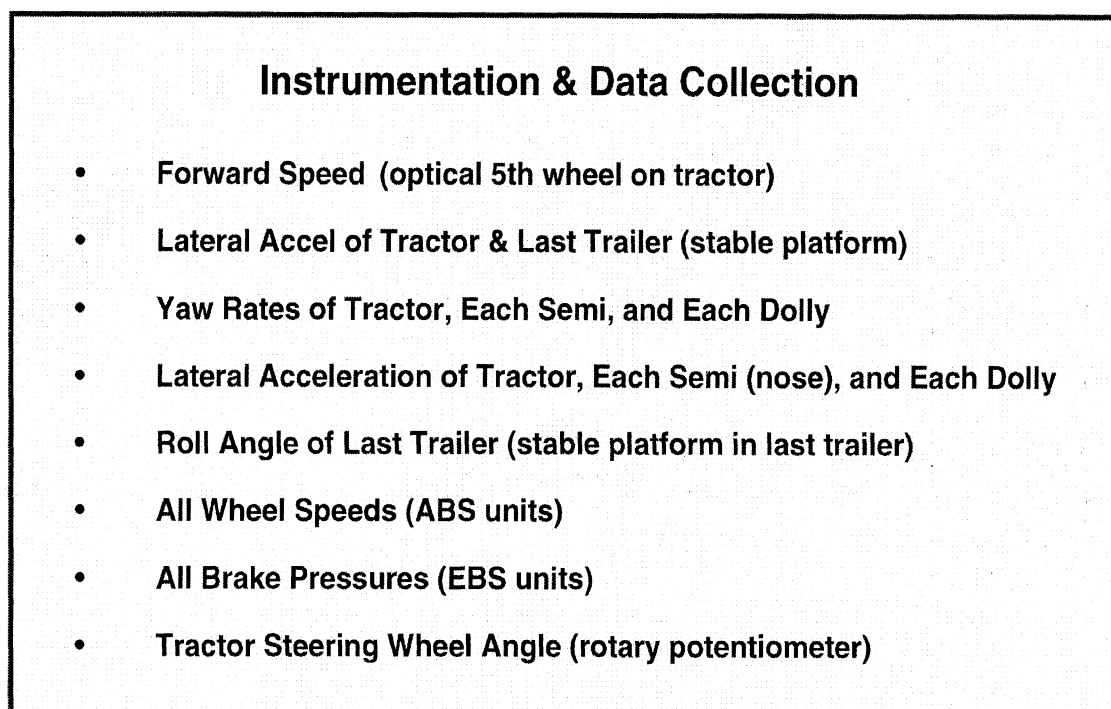 Instrumentation & Data Collection
• Forward Speed (optical 5th wheel on tractor)
• Lateral Accel of Tractor & Last Trailer (stable platform)
• Yaw Rates of Tractor, Each Semi, and Each Dolly
• Lateral Acceleration of Tractor, Each Semi (nose), and Each Dolly
• Roll Angle of Last Trailer (stable platform in last trailer)
• All Wheel Speeds (ABS units)
• All Brake Pressures (EBS units)
• Tractor Steering Wheel Angle (rotary potentiometer)